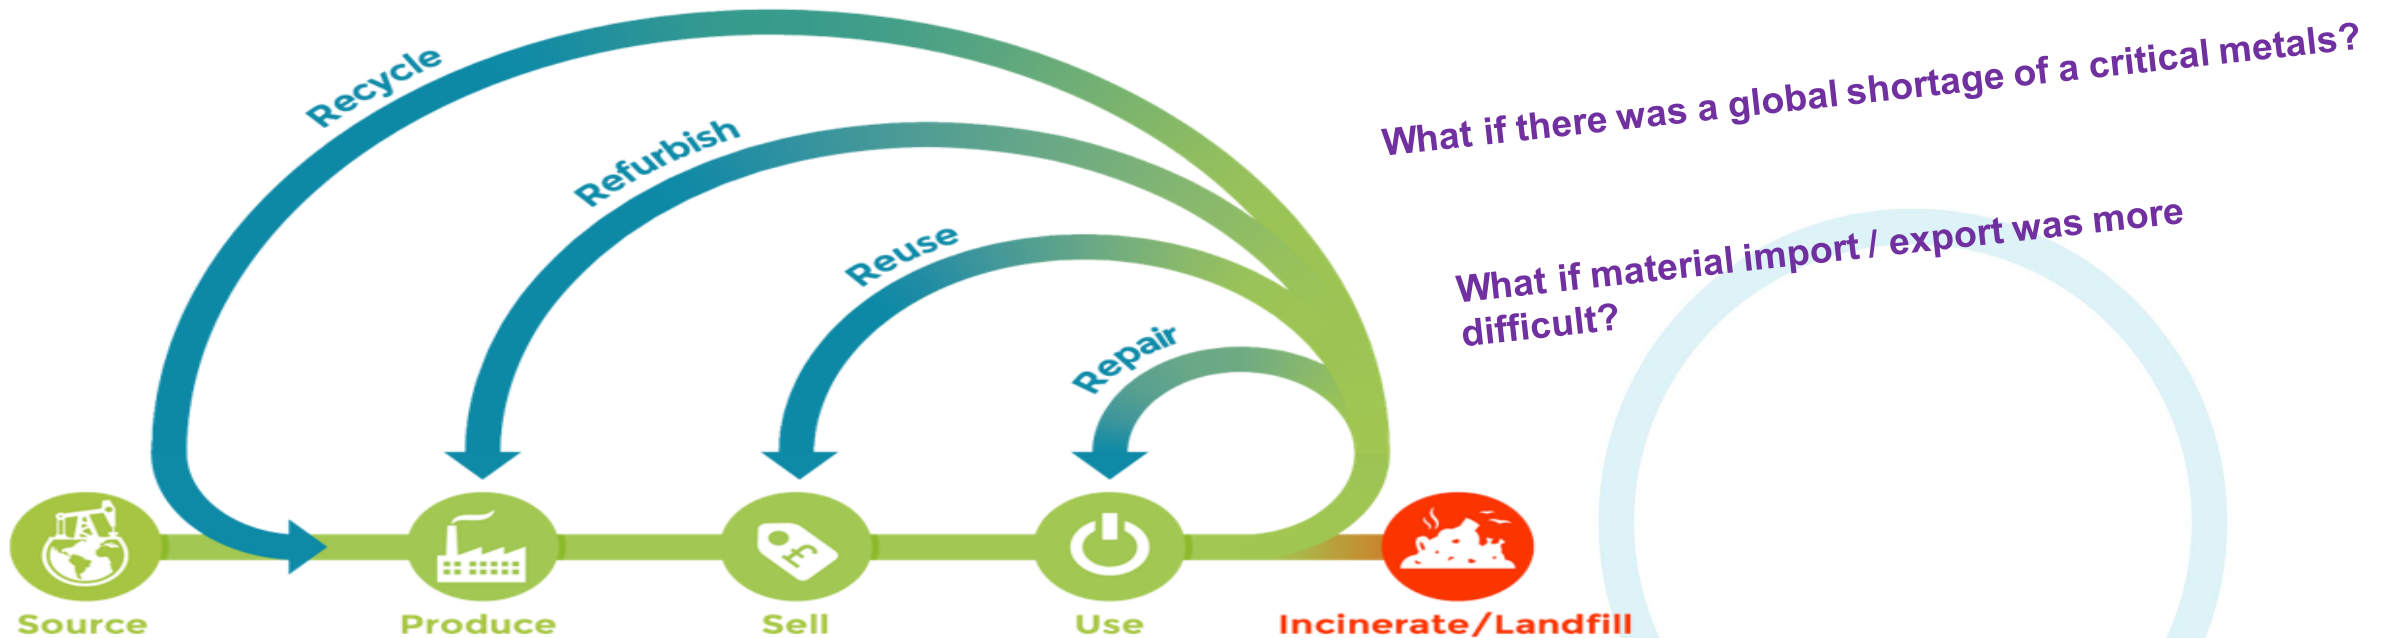 Recycle
Refurbish
Reuse
Repair
What if there was a global shortage of a critical metals?
What if material import / export was more
difficult?
£
Source
Produce
Sell
Use
Incinerate/Landfill